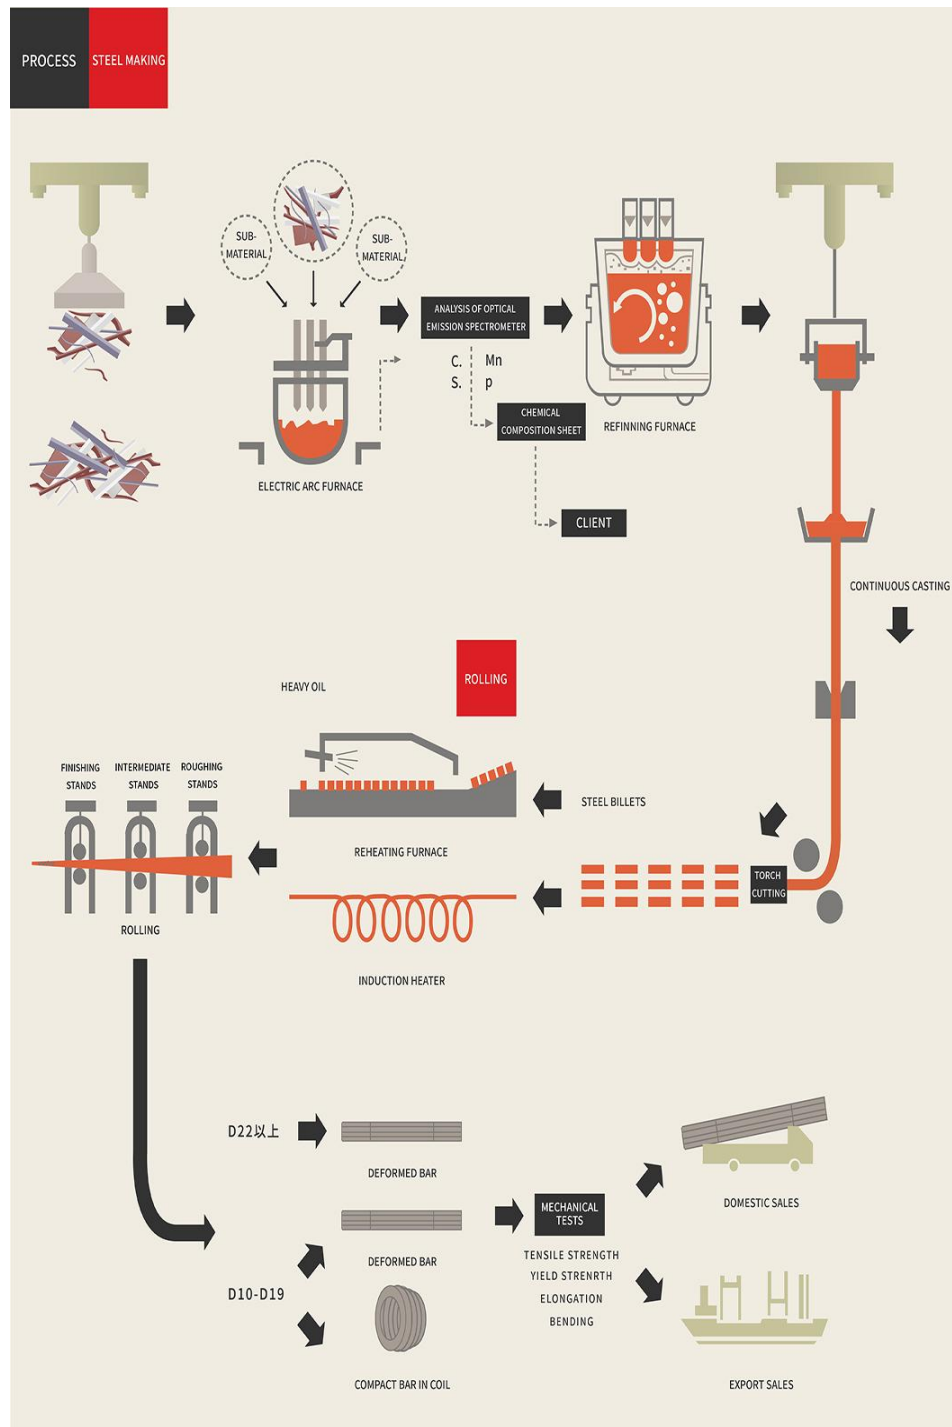 PROCESS
STEEL MAKING
SUB-
MATERIAL
SUB-
MATERIAL
ELECTRIC ARC FURNACE
ANALYSIS OF OPTICAL
EMISSION SPECTROMETER
C. Mn
S. p
CHEMICAL
COMPOSITION SHEET
CLIENT
REFINNING FURNACE
CONTINUOUS CASTING
ROLLING
HEAVY OIL
STEEL BILLETS
REHEATING FURNACE
TORCH
CUTTING
INDUCTION HEATER
FINISHING
STANDS
INTERMEDIATE
STANDS
ROUGHING
STANDS
ROLLING
D22以上
DEFORMED BAR
DEFORMED BAR
D10-D19
COMPACT BAR IN COIL
MECHANICAL
TESTS
TENSILE STRENGTH
YIELD STRENRTH
ELONGATION
BENDING
DOMESTIC SALES
EXPORT SALES